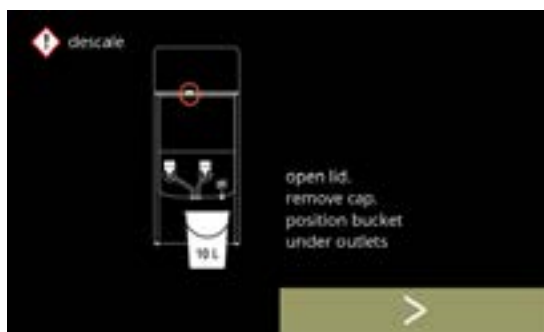 descale
open lid.
remove cap.
position bucket
under outlets
10 L